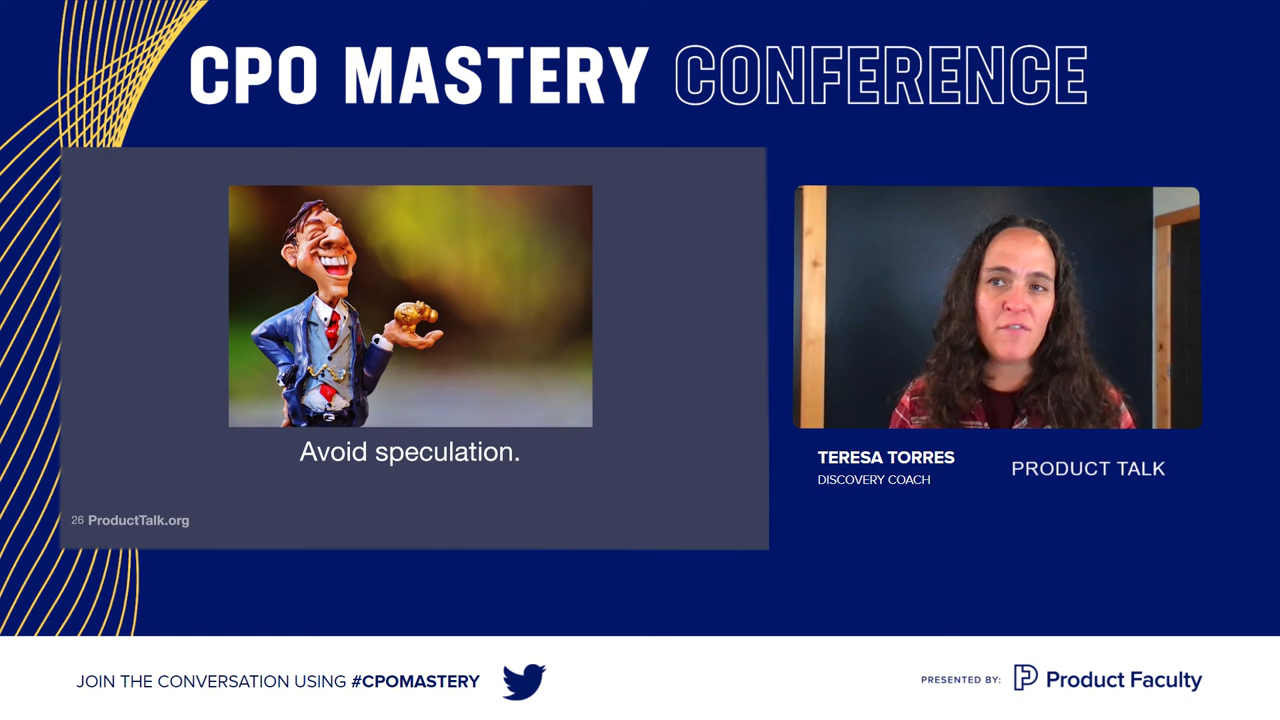 CPO MASTERY CONFERENCE
Avoid speculation.
26 ProductTalk.org
TERESA TORRES
DISCOVERY COACH
PRODUCT TALK
JOIN THE CONVERSATION USING #CPOMASTERY
PRESENTED BY: Product Faculty